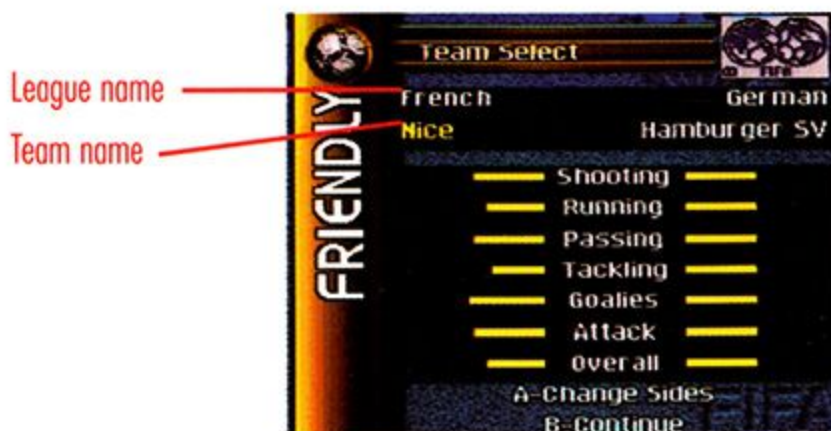 Team Select
FIFA
League name
French German
Team name
Nice Hamburger SV
FRIENDLY
Shooting
Running
Passing
Tackling
Goalies
Attack
Overall
A-Change Sides
B-Continue